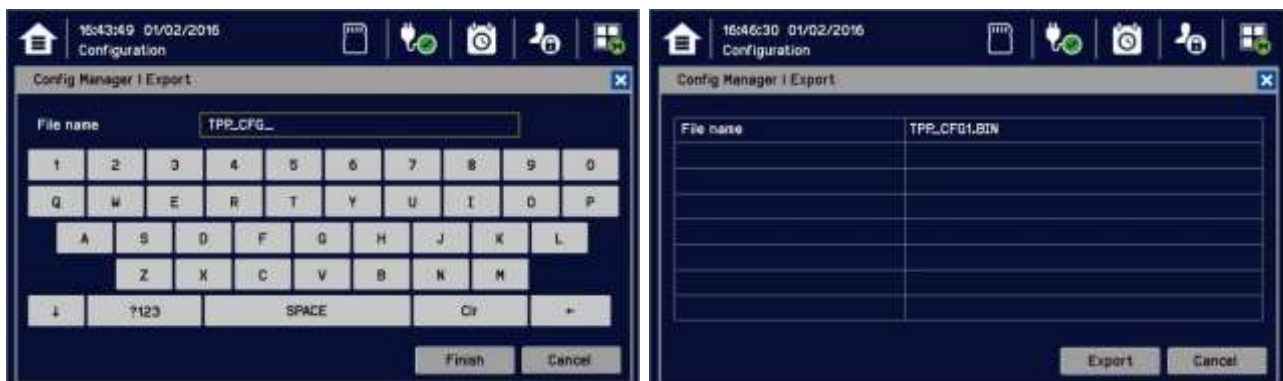 16:43:49 01/02/2016
Configuration
Config Manager | Export
File name TPP_CFG_
1 2 3 4 5 6 7 8 9 0
Q W E R T Y U I O P
A S D F G H J K L
Z X C V B N M
↓ ?123 SPACE Clr ←
Finish Cancel
16:46:30 01/02/2016
Configuration
Config Manager | Export
File name TPP_CFG1.BIN
Export Cancel